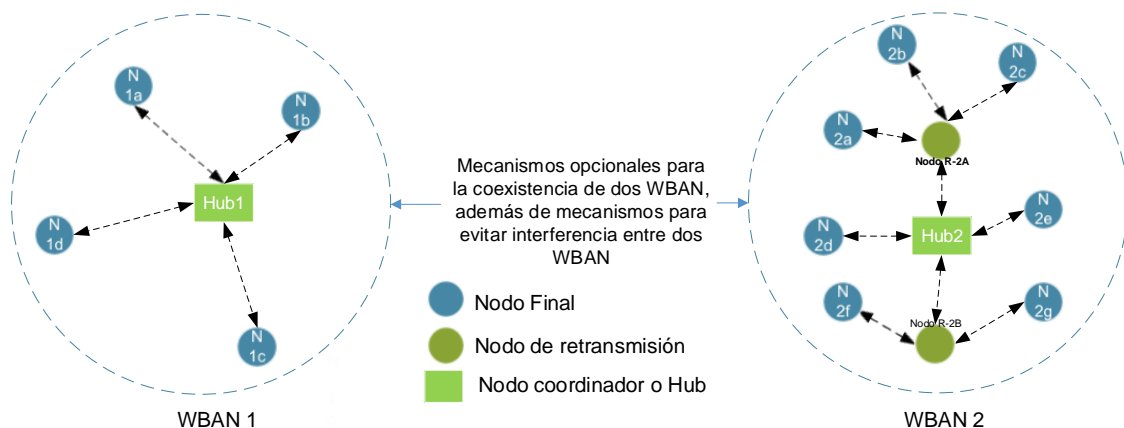 N
1a
N
1b
Hub1
N
1d
N
1c
WBAN 1
Mecanismos opcionales para
la coexistencia de dos WBAN,
además de mecanismos para
evitar interferencia entre dos
WBAN
Nodo Final
Nodo de retransmisión
Nodo coordinador o Hub
N
2b
N
2c
N
2a
Nodo R-2A
N
2e
N
2d
Hub2
N
2f
N
2g
Nodo R-2B
WBAN 2